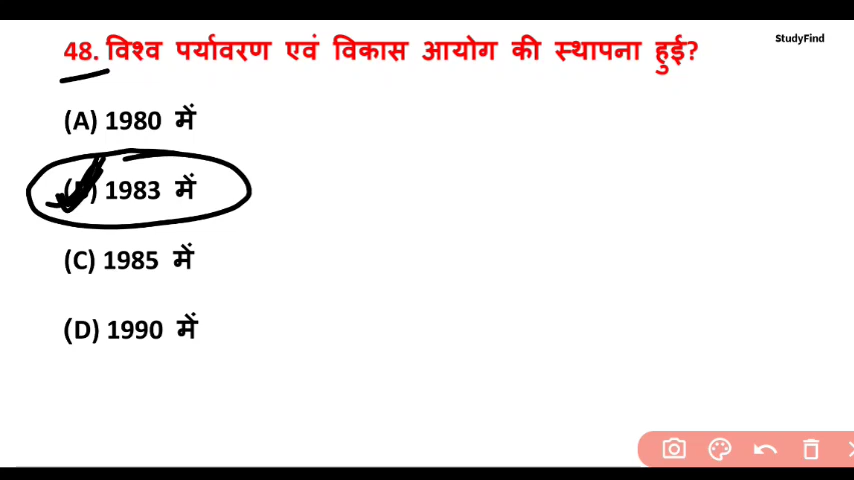 StudyFind
48. विश्व पर्यावरण एवं विकास आयोग की स्थापना हुई?
(A) 1980 में
1983 में
(C) 1985 में
(D) 1990 में